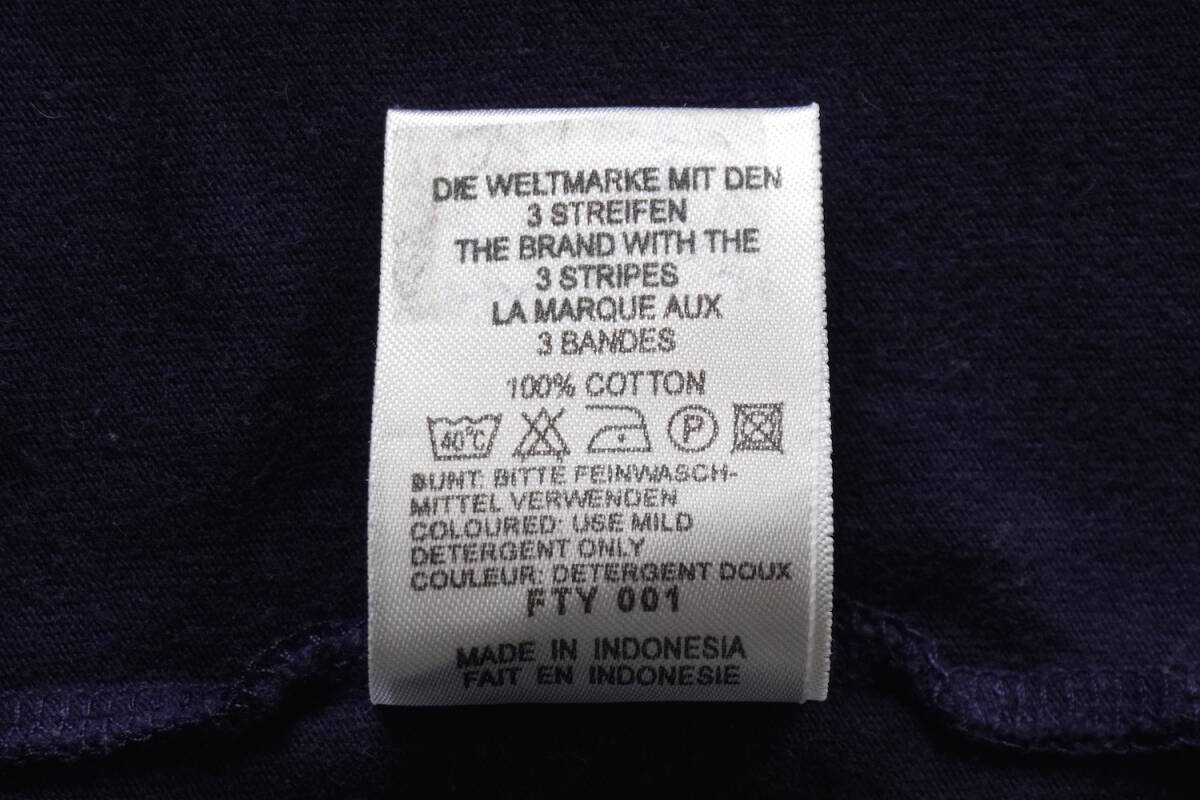 DIE WELTMARKE MIT DEN
3 STREIFEN
THE BRAND WITH THE
3 STRIPES
LA MARQUE AUX
3 BANDES
100% COTTON
40°C P
BUNT: BITTE FEINWASCH-
MITTEL VERWENDEN
COLOURED: USE MILD
DETERGENT ONLY
COULEUR: DETERGENT DOUX
FTY 001
MADE IN INDONESIA
FAIT EN INDONESIE